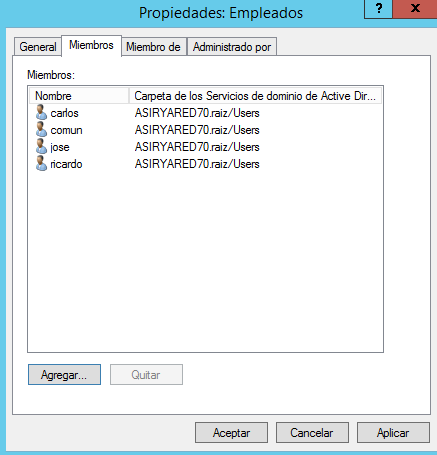 Propiedades: Empleados
? x
General Miembros Miembro de Administrado por
Miembros:
Nombre Carpeta de los Servicios de dominio de Active Dir...
carlos ASIRYARED70.raiz/Users
comun ASIRYARED70.raiz/Users
jose ASIRYARED70.raiz/Users
ricardo ASIRYARED70.raiz/Users
Agregar... Quitar
Aceptar Cancelar Aplicar